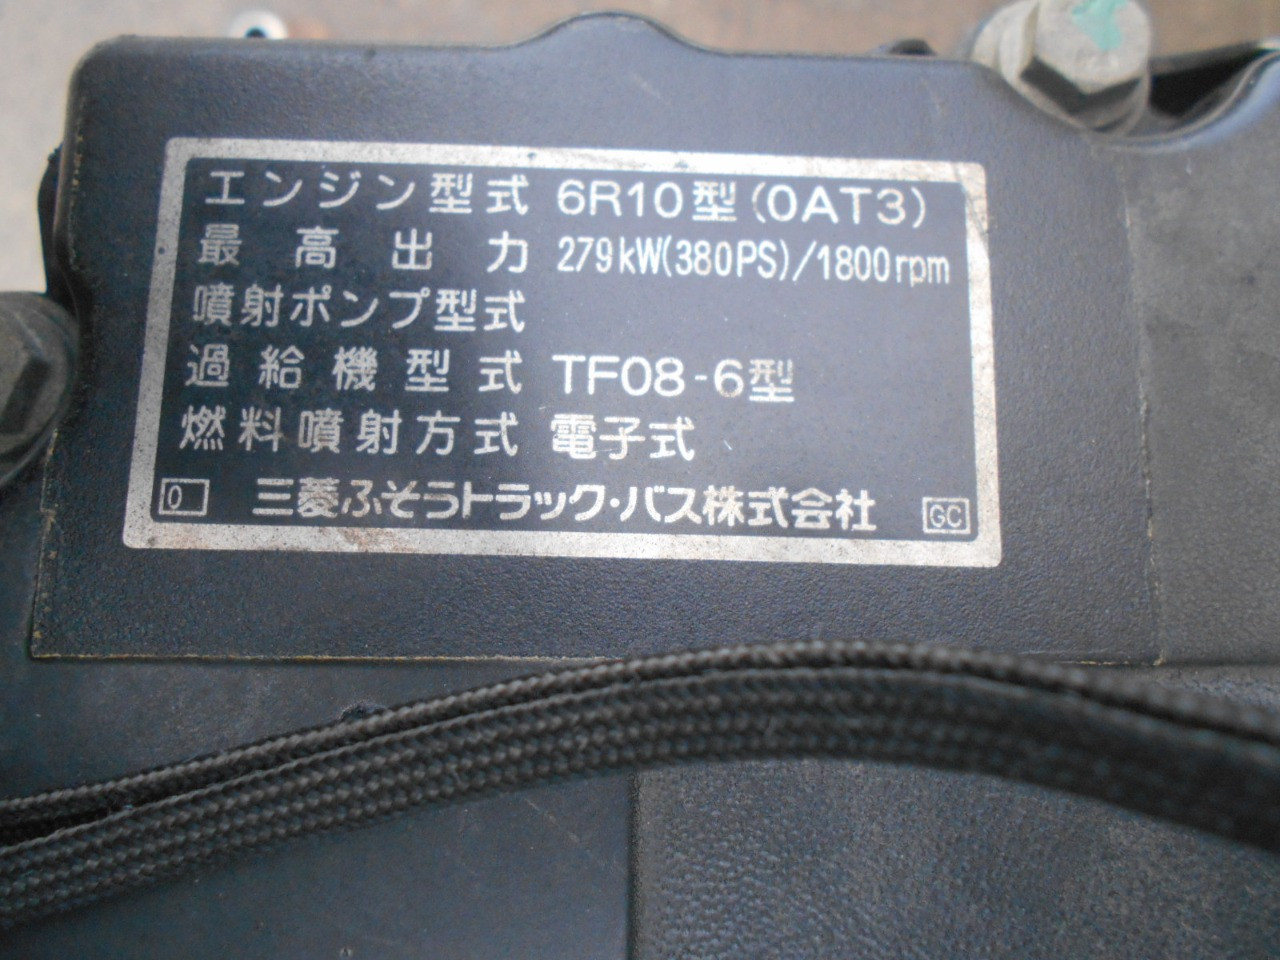 エンジン型式 6R10型(0AT3)
最高出力 279kW(380PS)/1800rpm
噴射ポンプ型式
過給機型式 TF08-6型
燃料噴射方式 電子式
0 三菱ふそうトラック・バス株式会社 GC